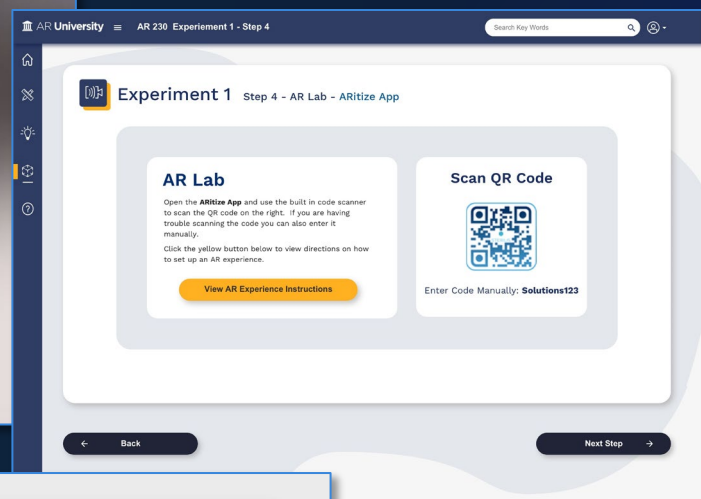 AR University
AR 230 Experiement 1 - Step 4
Search Key Words
Experiment 1 Step 4 - AR Lab - ARitize App
AR Lab
Open the ARitize App and use the built in code scanner
to scan the QR code on the right. If you are having
trouble scanning the code you can also enter it
manually.
Click the yellow button below to view directions on how
to set up an AR experience.
View AR Experience Instructions
Scan QR Code
Enter Code Manually: Solutions123
← Back
Next Step →